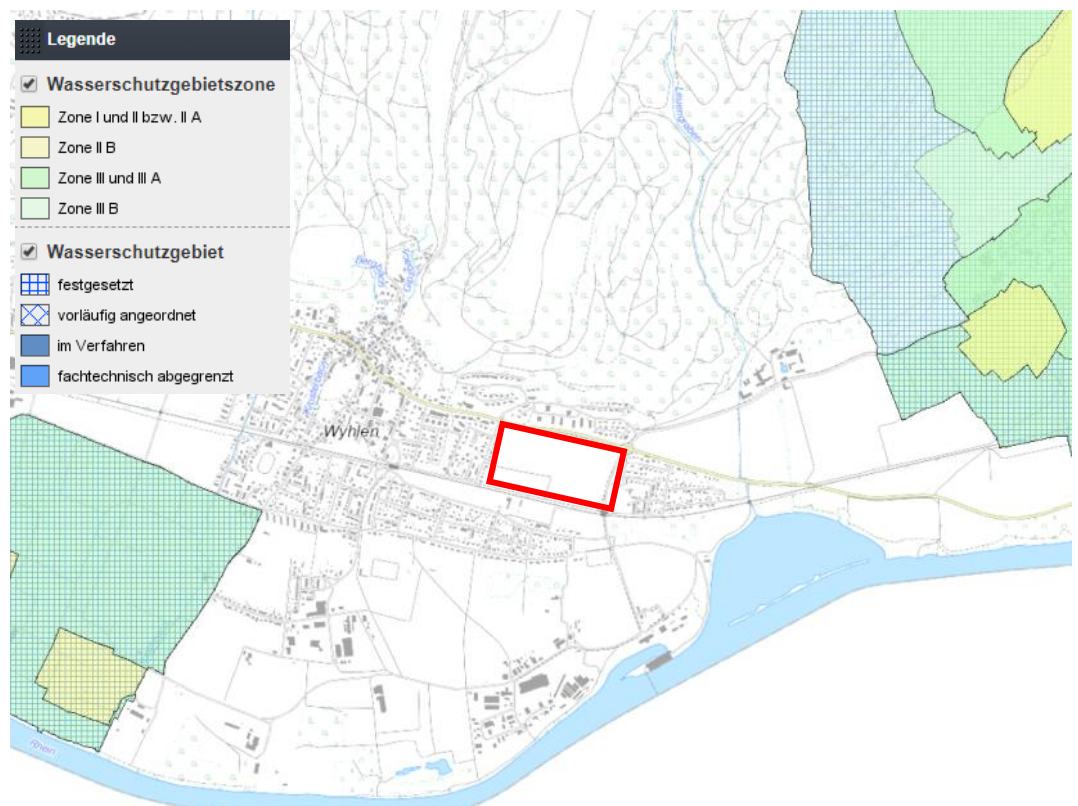 Legende
Wasserschutzgebietszone
Zone I und II bzw. II A
Zone II B
Zone III und III A
Zone III B
Wasserschutzgebiet
festgesetzt
vorläufig angeordnet
im Verfahren
fachtechnisch abgegrenzt
Wyhlen
Rhein